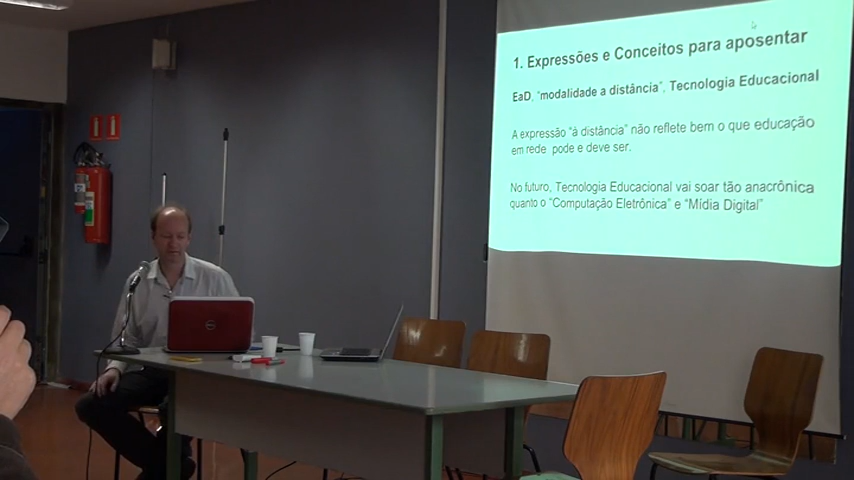 1. Expressões e Conceitos para aposentar
EaD, "modalidade a distância", Tecnologia Educacional
A expressão "à distância" não reflete bem o que educação
em rede pode e deve ser.
No futuro, Tecnologia Educacional vai soar tão anacrônica
quanto o "Computação Eletrônica" e "Mídia Digital"